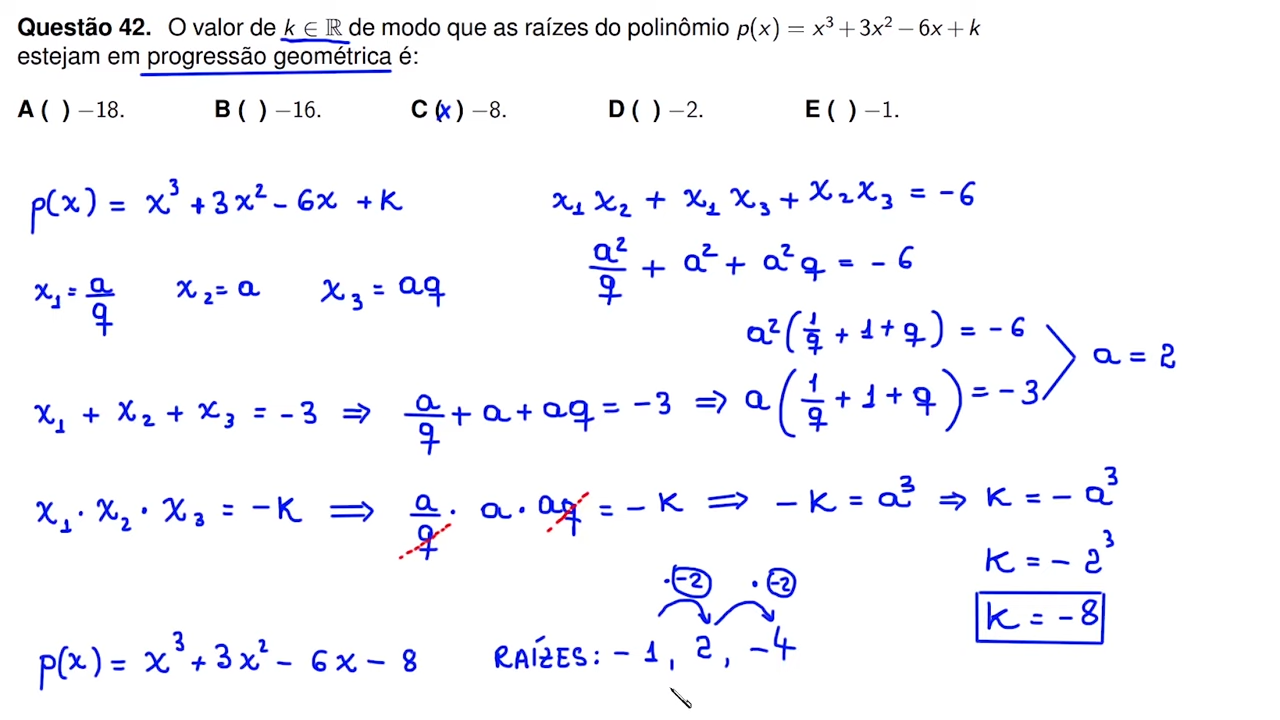 Questão 42. O valor de k ∈ ℝ de modo que as raízes do polinômio p(x) = x³ + 3x² − 6x + k
estejam em progressão geométrica é:
A ( ) −18. B ( ) −16. C (x) −8. D ( ) −2. E ( ) −1.
p(x) = x³ + 3x² − 6x + k
x₁ = a/q x₂ = a x₃ = aq
x₁ + x₂ + x₃ = −3 ⇒ a/q + a + aq = −3 ⇒ a(1/q + 1 + q) = −3
x₁x₂ + x₁x₃ + x₂x₃ = −6
a²/q + a² + a²q = −6
a²(1/q + 1 + q) = −6
a = 2
x₁ · x₂ · x₃ = −k ⟹ a/q · a · aq = −k ⟹ −k = a³ ⇒ k = −a³
k = −2³
k = −8
·(−2) ·(−2)
p(x) = x³ + 3x² − 6x − 8 RAÍZES: −1, 2, −4